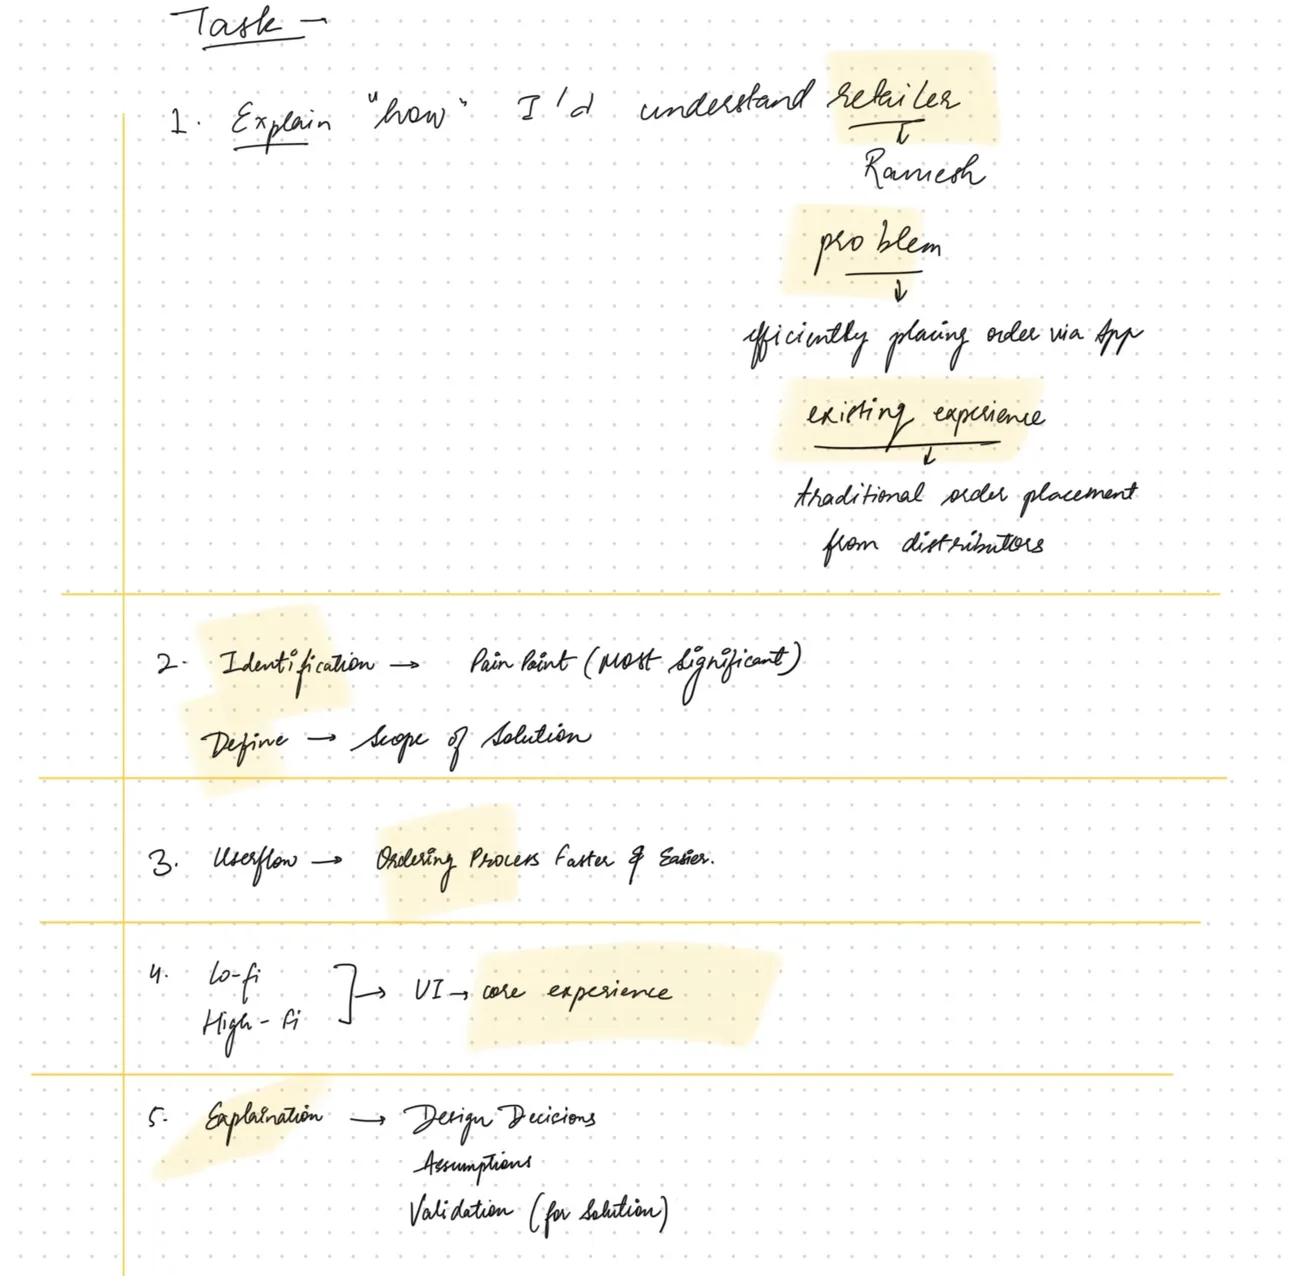 Task -
1. Explain "how" I'd understand retailer
↓
Ramesh
problem
↓
efficiently placing order via App
existing experience
↓
traditional order placement
from distributors
2. Identification → Pain Point (Most Significant)
Define → Scope of Solution
3. Userflow → Ordering Process Faster & Easier.
4. Lo-fi
High-fi ] → UI → core experience
5. Explaination → Design Decicions
Assumptions
Validation (for Solution)